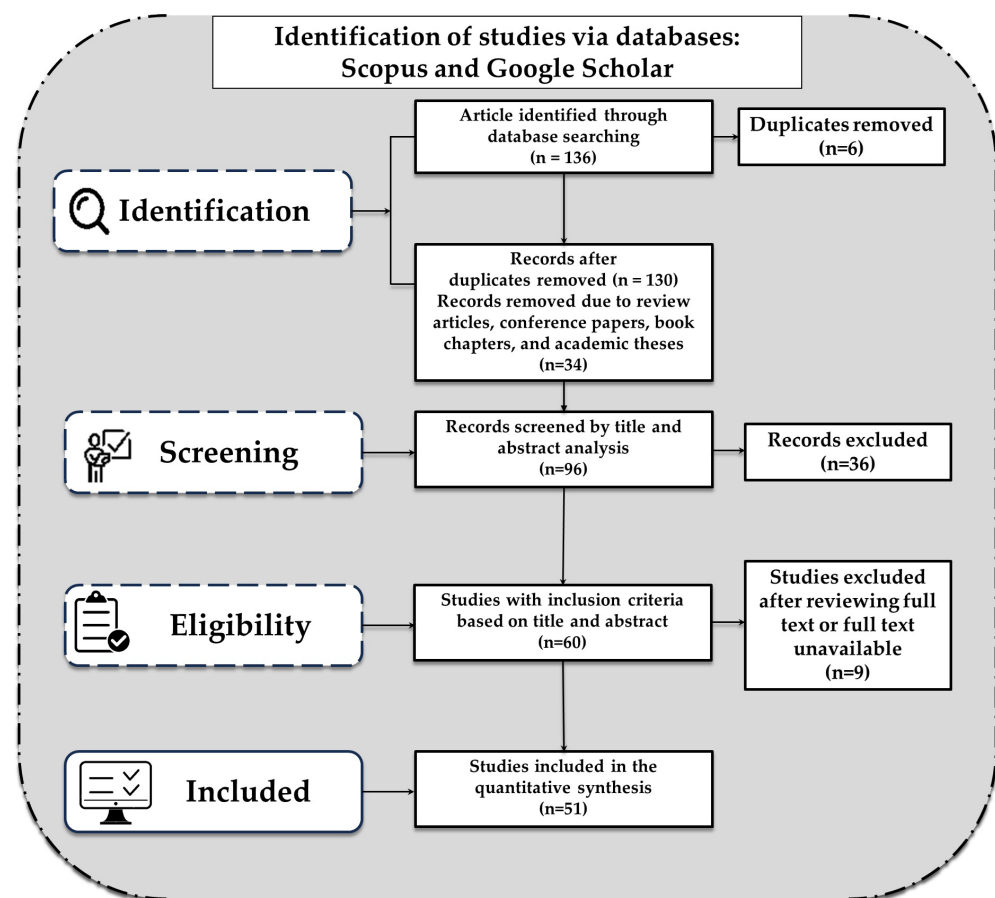 Identification of studies via databases:
Scopus and Google Scholar
Article identified through
database searching
(n = 136)
Duplicates removed
(n=6)
Identification
Records after
duplicates removed (n = 130)
Records removed due to review
articles, conference papers, book
chapters, and academic theses
(n=34)
Screening
Records screened by title and
abstract analysis
(n=96)
Records excluded
(n=36)
Eligibility
Studies with inclusion criteria
based on title and abstract
(n=60)
Studies excluded
after reviewing full
text or full text
unavailable
(n=9)
Included
Studies included in the
quantitative synthesis
(n=51)